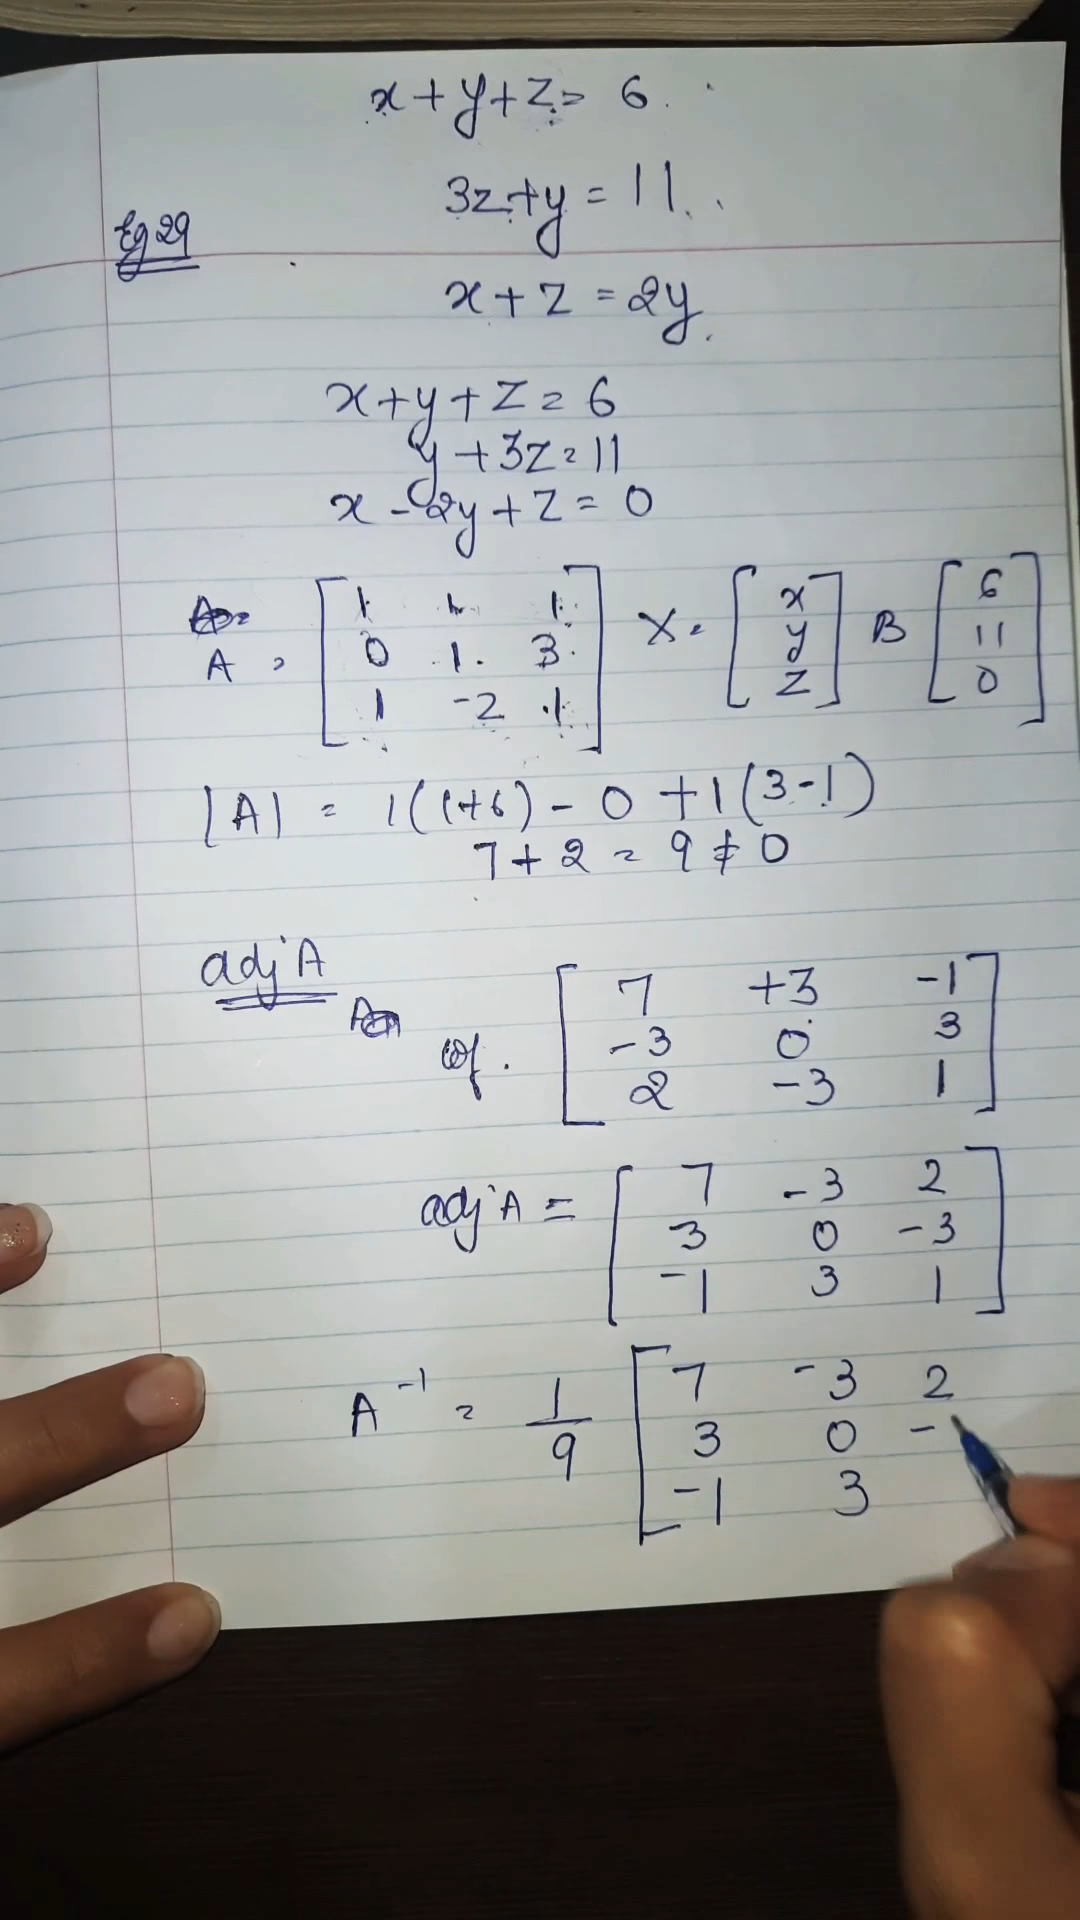 x+y+z= 6.
3z+y = 11.
Eg 29
x+z = 2y.
x+y+z=6
y+3z=11
x-2y+z=0
A = [1 1 1 X = [x B [6
0 1 3 y 11
1 -2 1] z] 0]
|A| = 1(1+6)-0+1(3-1)
7+2 = 9 ≠ 0
adj A
cof. [7 +3 -1
-3 0 3
2 -3 1]
adj A = [7 -3 2
3 0 -3
-1 3 1]
A⁻¹ = 1/9 [7 -3 2
3 0 -
-1 3